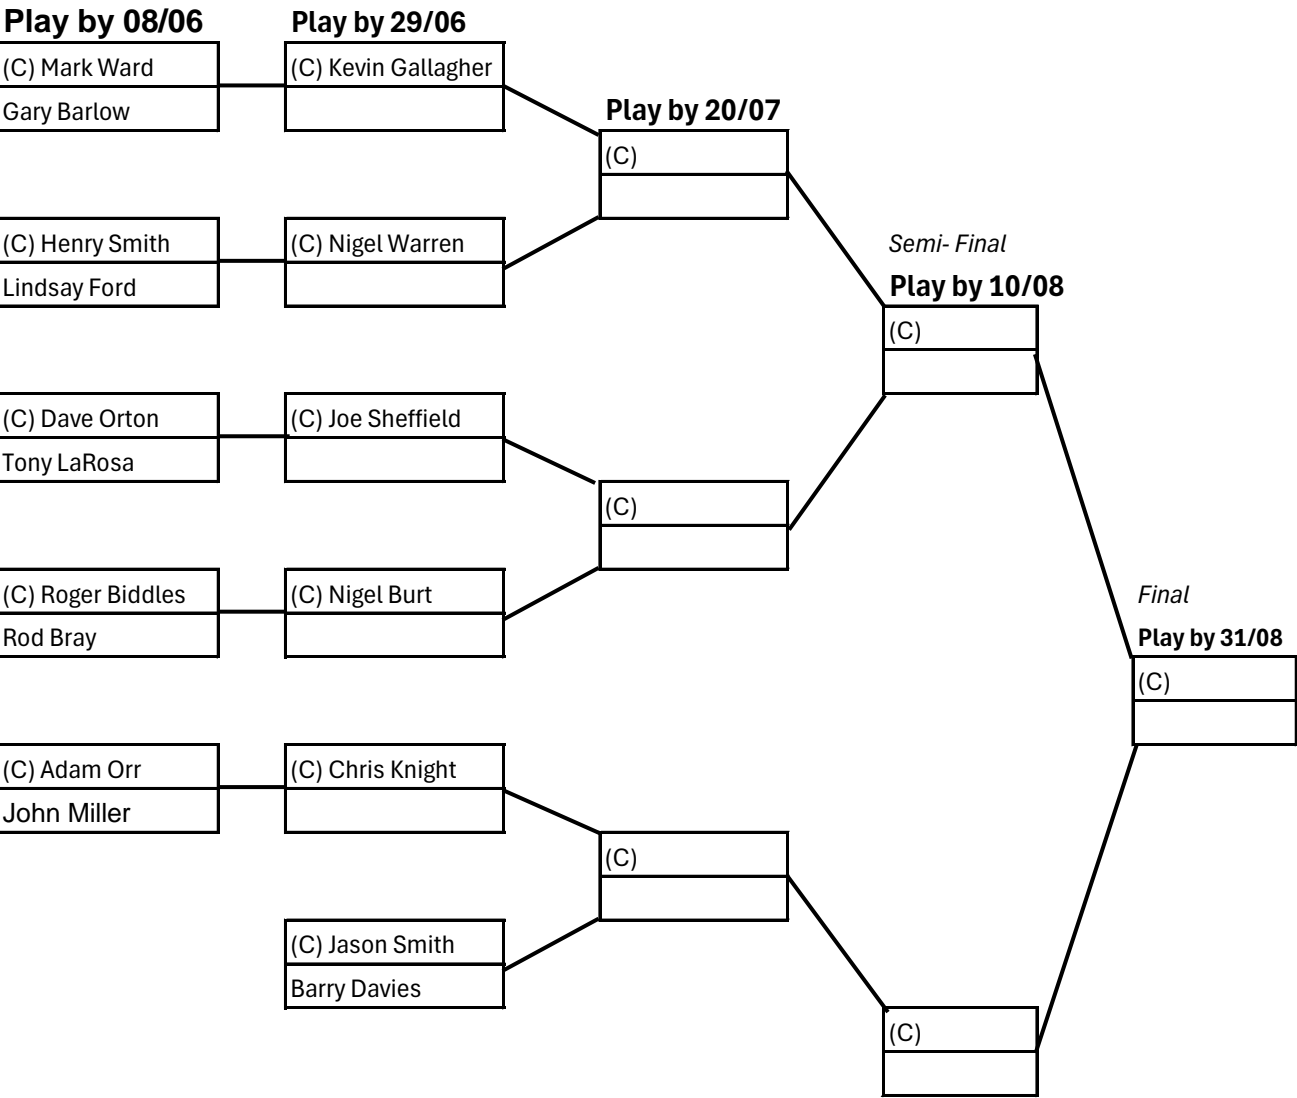 Play by 08/06
(C) Mark Ward
Gary Barlow
(C) Henry Smith
Lindsay Ford
(C) Dave Orton
Tony LaRosa
(C) Roger Biddles
Rod Bray
(C) Adam Orr
John Miller
Play by 29/06
(C) Kevin Gallagher
(C) Nigel Warren
(C) Joe Sheffield
(C) Nigel Burt
(C) Chris Knight
(C) Jason Smith
Barry Davies
Play by 20/07
(C)
(C)
(C)
Semi- Final
Play by 10/08
(C)
(C)
Final
Play by 31/08
(C)